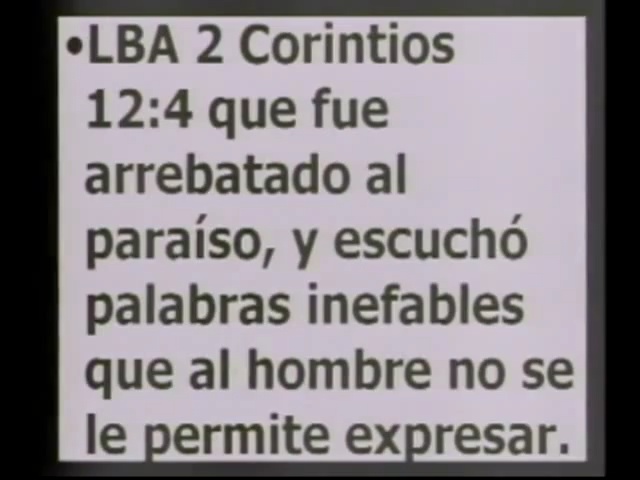 •LBA 2 Corintios
12:4 que fue
arrebatado al
paraíso, y escuchó
palabras inefables
que al hombre no se
le permite expresar.